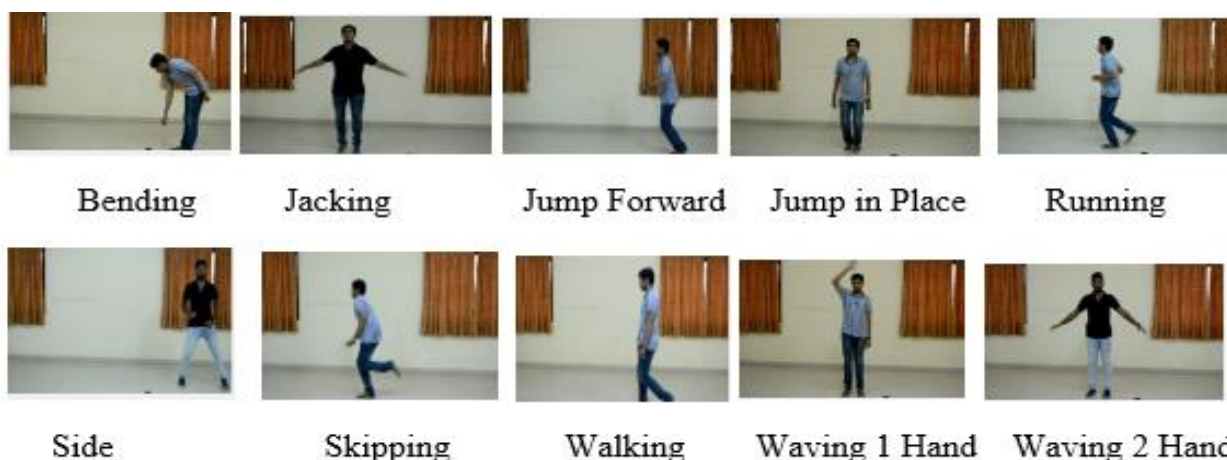 Bending Jacking Jump Forward Jump in Place Running
Side Skipping Walking Waving 1 Hand Waving 2 Hand